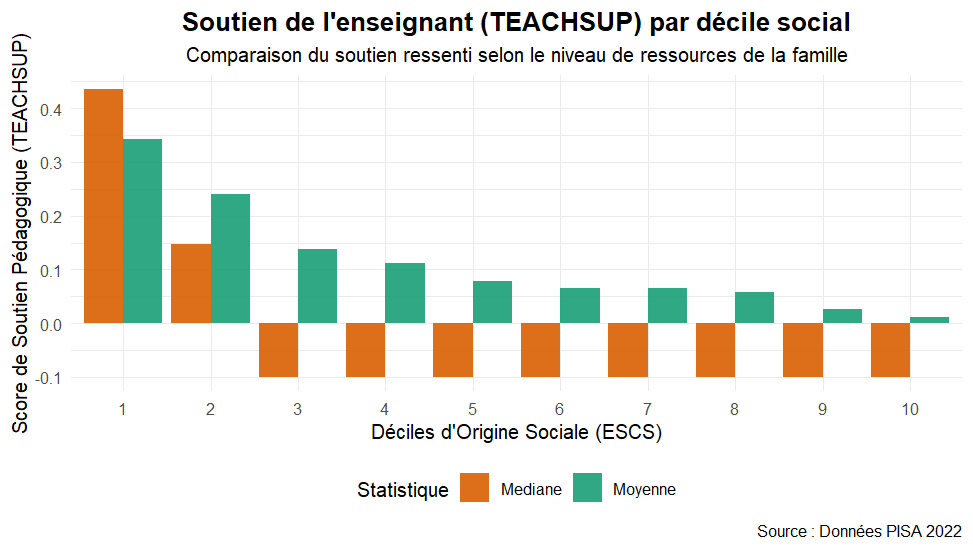 Soutien de l'enseignant (TEACHSUP) par décile social
Comparaison du soutien ressenti selon le niveau de ressources de la famille
Score de Soutien Pédagogique (TEACHSUP)
0.4
0.3
0.2
0.1
0.0
-0.1
1 2 3 4 5 6 7 8 9 10
Déciles d'Origine Sociale (ESCS)
Statistique Mediane Moyenne
Source : Données PISA 2022